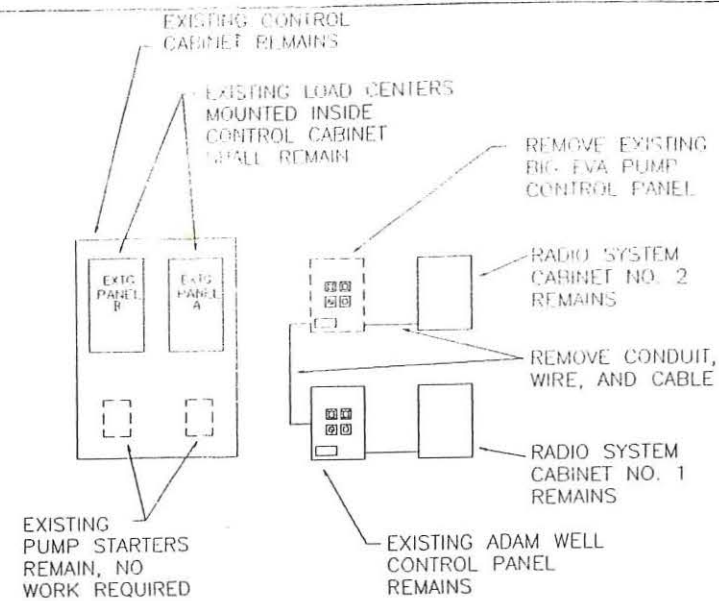 EXISTING CONTROL
CABINET REMAINS
EXISTING LOAD CENTERS
MOUNTED INSIDE
CONTROL CABINET
SHALL REMAIN
REMOVE EXISTING
BIG EVA PUMP
CONTROL PANEL
EXTG
PANEL
B
EXTG
PANEL
A
RADIO SYSTEM
CABINET NO. 2
REMAINS
REMOVE CONDUIT,
WIRE, AND CABLE
RADIO SYSTEM
CABINET NO. 1
REMAINS
EXISTING
PUMP STARTERS
REMAIN, NO
WORK REQUIRED
EXISTING ADAM WELL
CONTROL PANEL
REMAINS